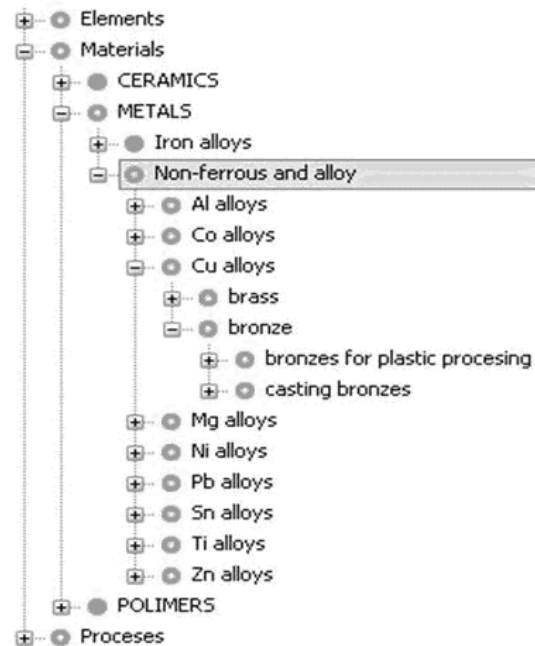 Elements
Materials
CERAMICS
METALS
Iron alloys
Non-ferrous and alloy
Al alloys
Co alloys
Cu alloys
brass
bronze
bronzes for plastic procesing
casting bronzes
Mg alloys
Ni alloys
Pb alloys
Sn alloys
Ti alloys
Zn alloys
POLIMERS
Proceses